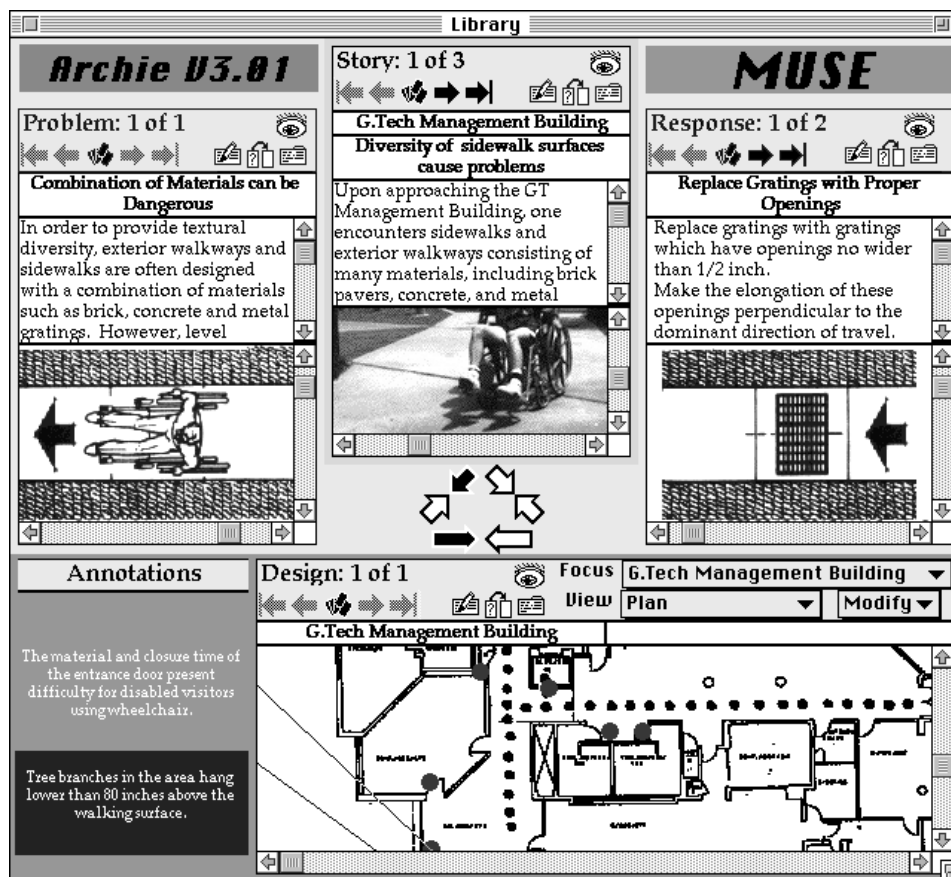 Library
Archie V3.01
Story: 1 of 3
MUSE
Problem: 1 of 1
Combination of Materials can be
Dangerous
In order to provide textural
diversity, exterior walkways and
sidewalks are often designed
with a combination of materials
such as brick, concrete and metal
gratings. However, level
G.Tech Management Building
Diversity of sidewalk surfaces
cause problems
Upon approaching the GT
Management Building, one
encounters sidewalks and
exterior walkways consisting of
many materials, including brick
pavers, concrete, and metal
Response: 1 of 2
Replace Gratings with Proper
Openings
Replace gratings with gratings
which have openings no wider
than 1/2 inch.
Make the elongation of these
openings perpendicular to the
dominant direction of travel.
Annotations
The material and closure time of
the entrance door present
difficulty for disabled visitors
using wheelchair.
Tree branches in the area hang
lower than 80 inches above the
walking surface.
Design: 1 of 1
Focus
G.Tech Management Building
View
Plan
Modify
G.Tech Management Building